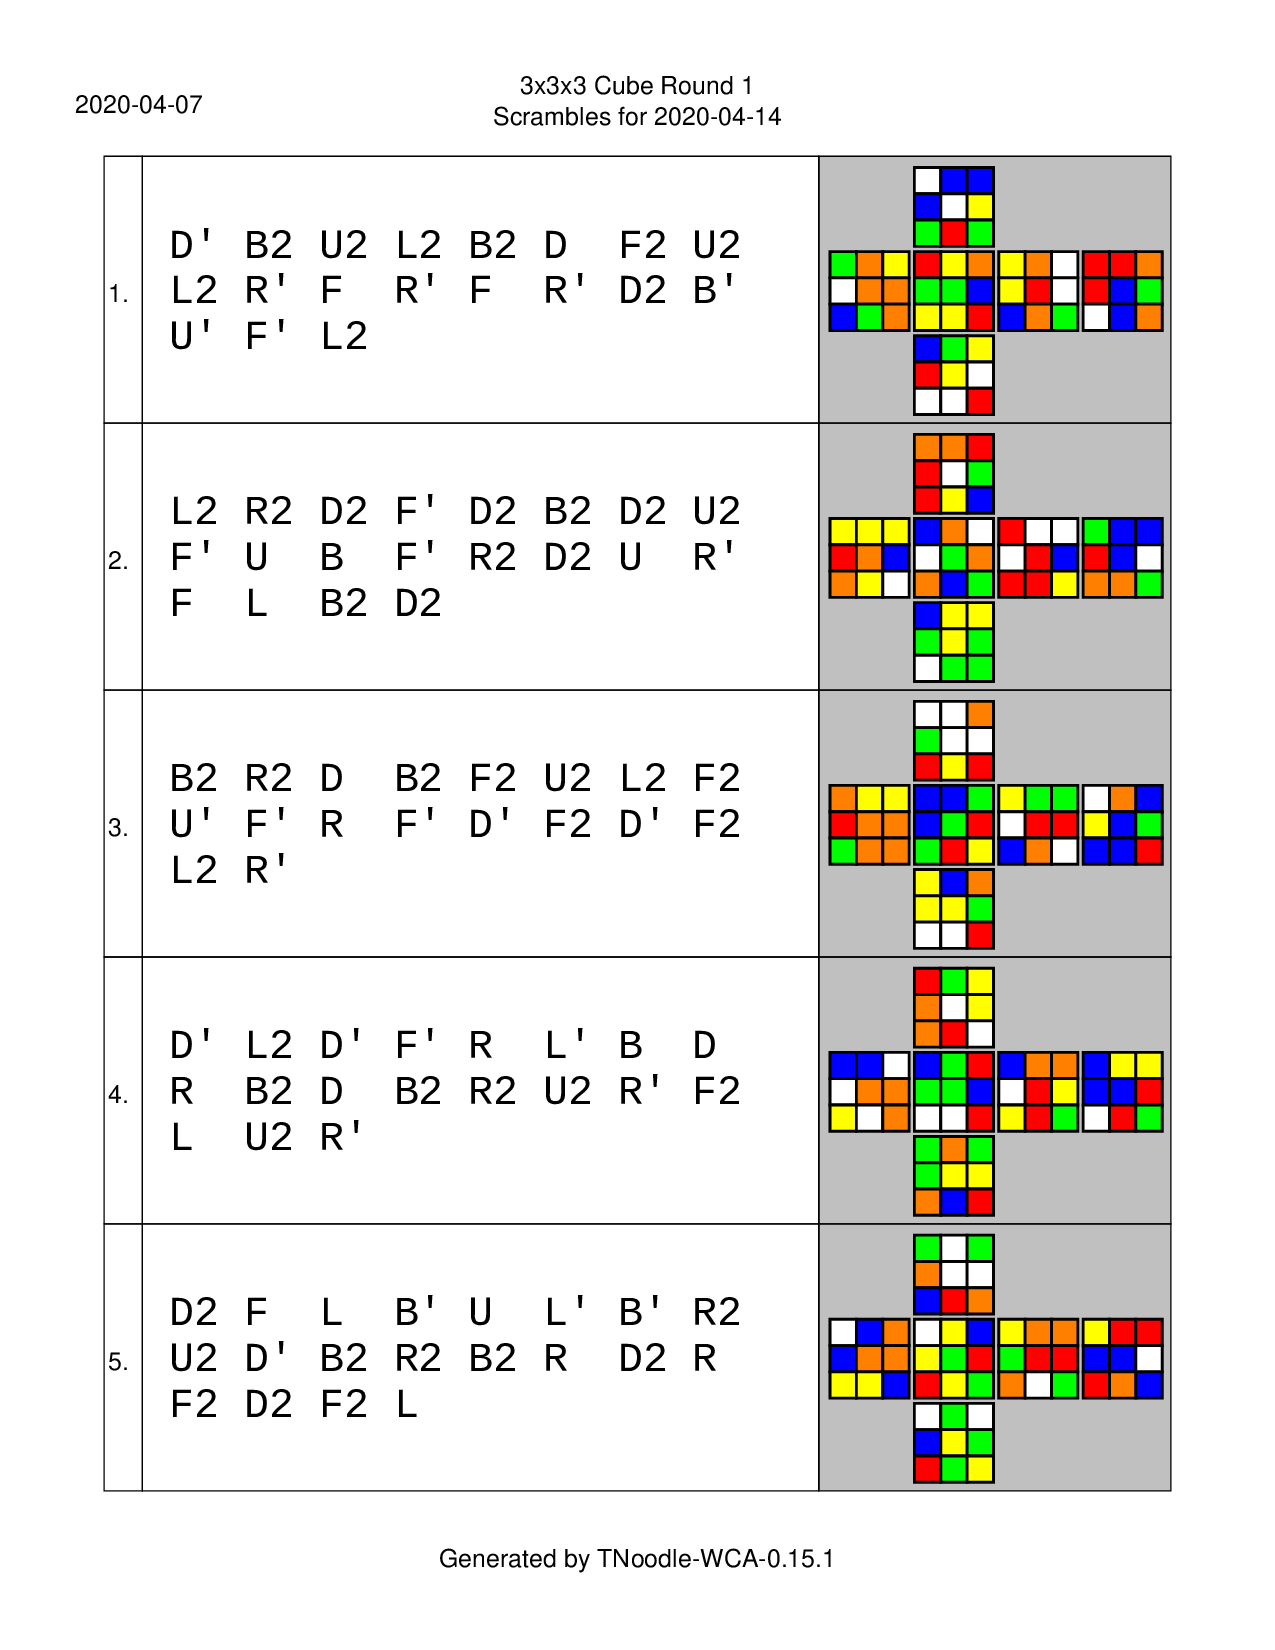 2020-04-07
3x3x3 Cube Round 1
Scrambles for 2020-04-14
1.
D' B2 U2 L2 B2 D F2 U2
L2 R' F R' F R' D2 B'
U' F' L2
2.
L2 R2 D2 F' D2 B2 D2 U2
F' U B F' R2 D2 U R'
F L B2 D2
3.
B2 R2 D B2 F2 U2 L2 F2
U' F' R F' D' F2 D' F2
L2 R'
4.
D' L2 D' F' R L' B D
R B2 D B2 R2 U2 R' F2
L U2 R'
5.
D2 F L B' U L' B' R2
U2 D' B2 R2 B2 R D2 R
F2 D2 F2 L
Generated by TNoodle-WCA-0.15.1